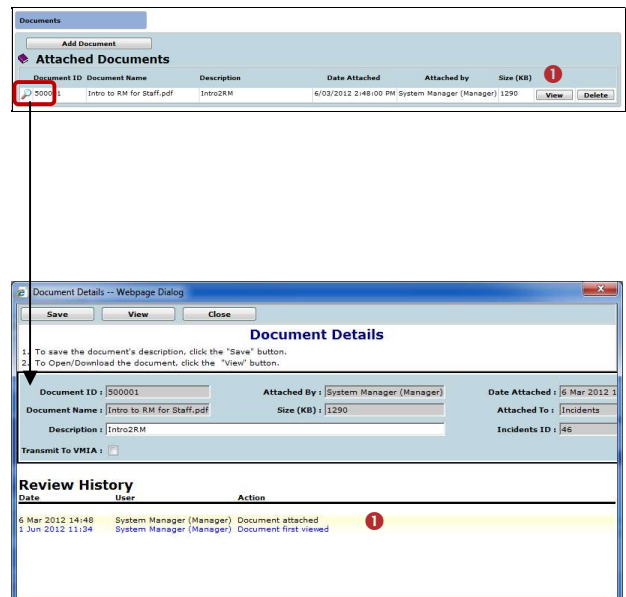 Documents
Add Document
Attached Documents
Document ID Document Name Description Date Attached Attached by Size (KB)
1
500001 Intro to RM for Staff.pdf Intro2RM 6/03/2012 2:48:00 PM System Manager (Manager) 1290 View Delete
Document Details -- Webpage Dialog
Save View Close
Document Details
1. To save the document's description, click the "Save" button.
2. To Open/Download the document, click the "View" button.
Document ID : 500001 Attached By : System Manager (Manager) Date Attached : 6 Mar 2012 1
Document Name : Intro to RM for Staff.pdf Size (KB) : 1290 Attached To : Incidents
Description : Intro2RM Incidents ID : 46
Transmit To VMIA :
Review History
Date User Action
6 Mar 2012 14:48 System Manager (Manager) Document attached
1
1 Jun 2012 11:34 System Manager (Manager) Document first viewed